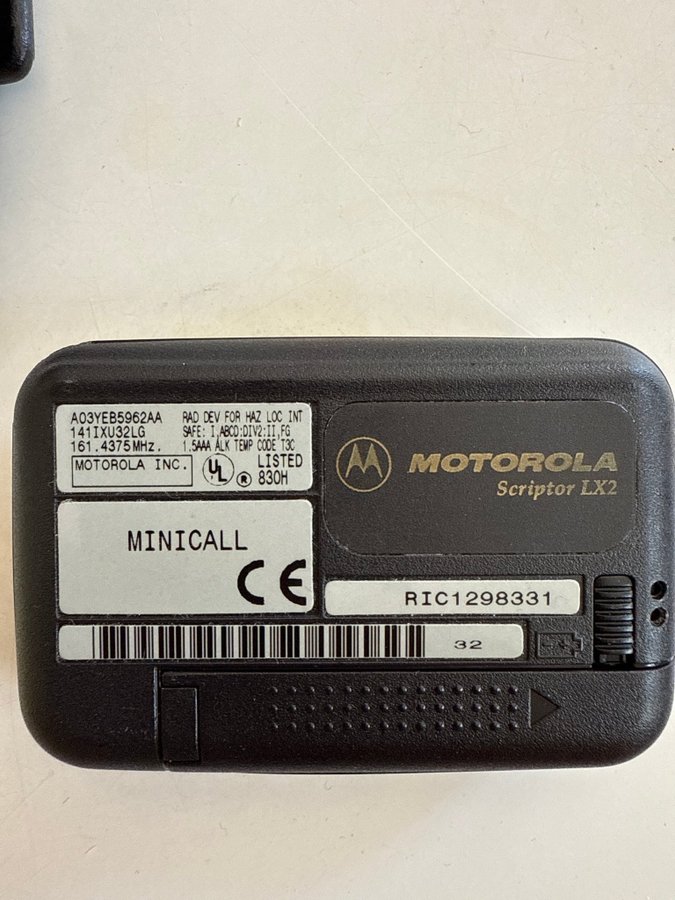 A03YEB5962AA
141IXU32LG
161.4375MHz.
MOTOROLA INC.
RAD DEV FOR HAZ LOC INT
SAFE: I,ABCD:DIV2:II,FG
1.5AAA ALK TEMP CODE T3C
UL ® LISTED
830H
MOTOROLA
Scriptor LX2
MINICALL
CE
RIC1298331
32